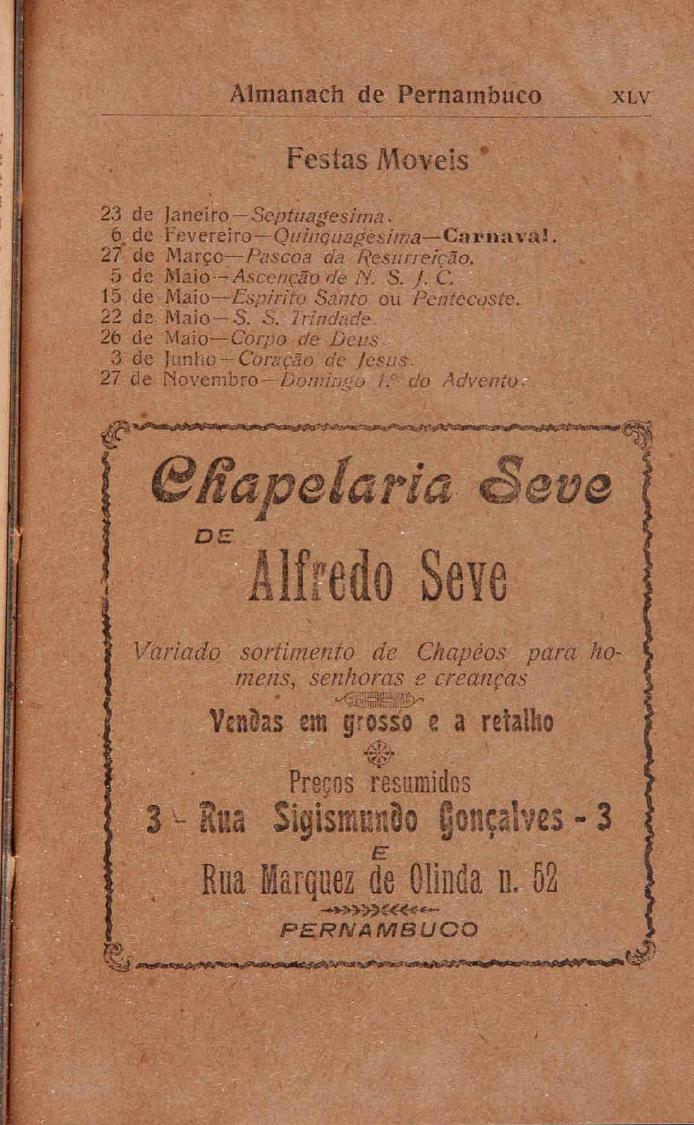 Almanach de Pernambuco XLV
Festas Moveis
23 de Janeiro—Septuagesima.
6 de Fevereiro—Quinquagesima—Carnaval.
27 de Março—Pascoa da Resurreição.
5 de Maio—Ascenção de N. S. J. C.
15 de Maio—Espirito Santo ou Pentecoste.
22 de Maio—S. S. Trindade.
26 de Maio—Corpo de Deus.
3 de Junho—Coração de Jesus.
27 de Novembro—Domingo 1.º do Advento.
Chapelaria Seve
DE
Alfredo Seve
Variado sortimento de Chapéos para ho-
mens, senhoras e creanças
Vendas em grosso e a retalho
Preços resumidos
3 - Rua Sigismundo Gonçalves - 3
E
Rua Marquez de Olinda n. 52
PERNAMBUCO